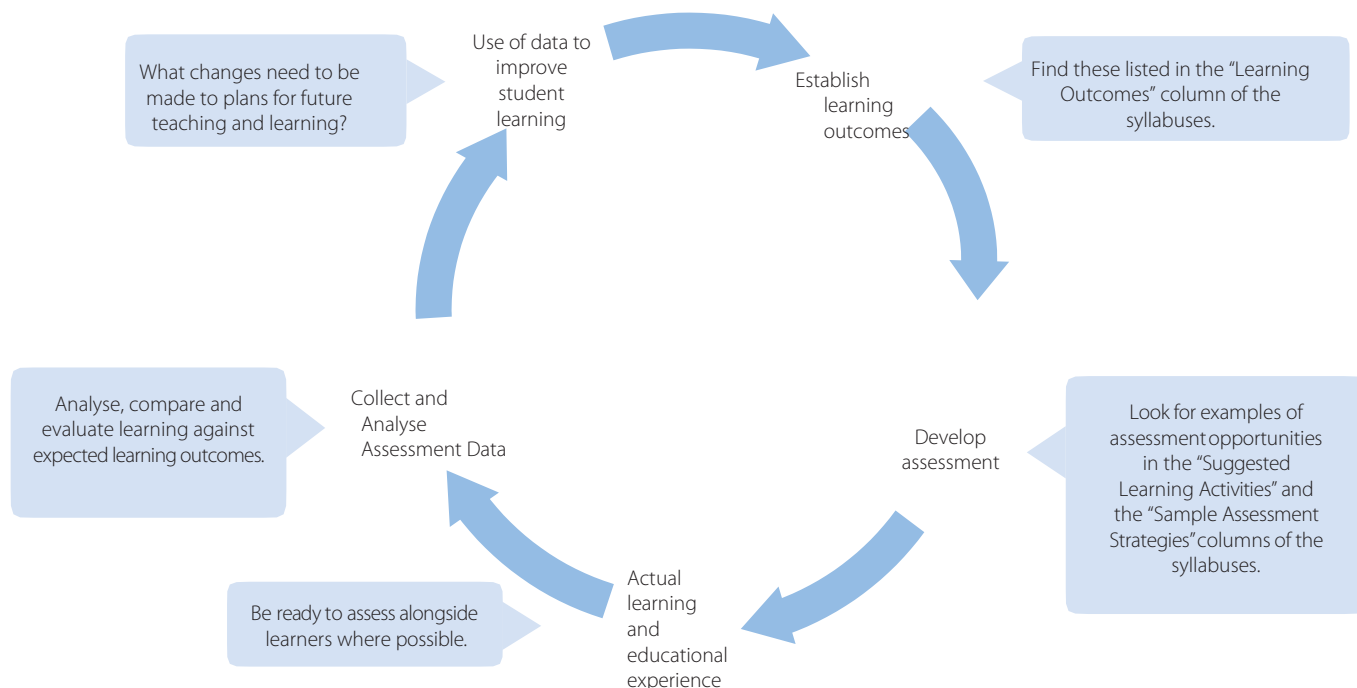 Use of data to
improve
student
learning
What changes need to be
made to plans for future
teaching and learning?
Establish
learning
outcomes
Find these listed in the “Learning
Outcomes” column of the
syllabuses.
Develop
assessment
Look for examples of
assessment opportunities
in the “Suggested
Learning Activities” and
the “Sample Assessment
Strategies” columns of the
syllabuses.
Actual
learning
and
educational
experience
Be ready to assess alongside
learners where possible.
Collect and
Analyse
Assessment Data
Analyse, compare and
evaluate learning against
expected learning outcomes.